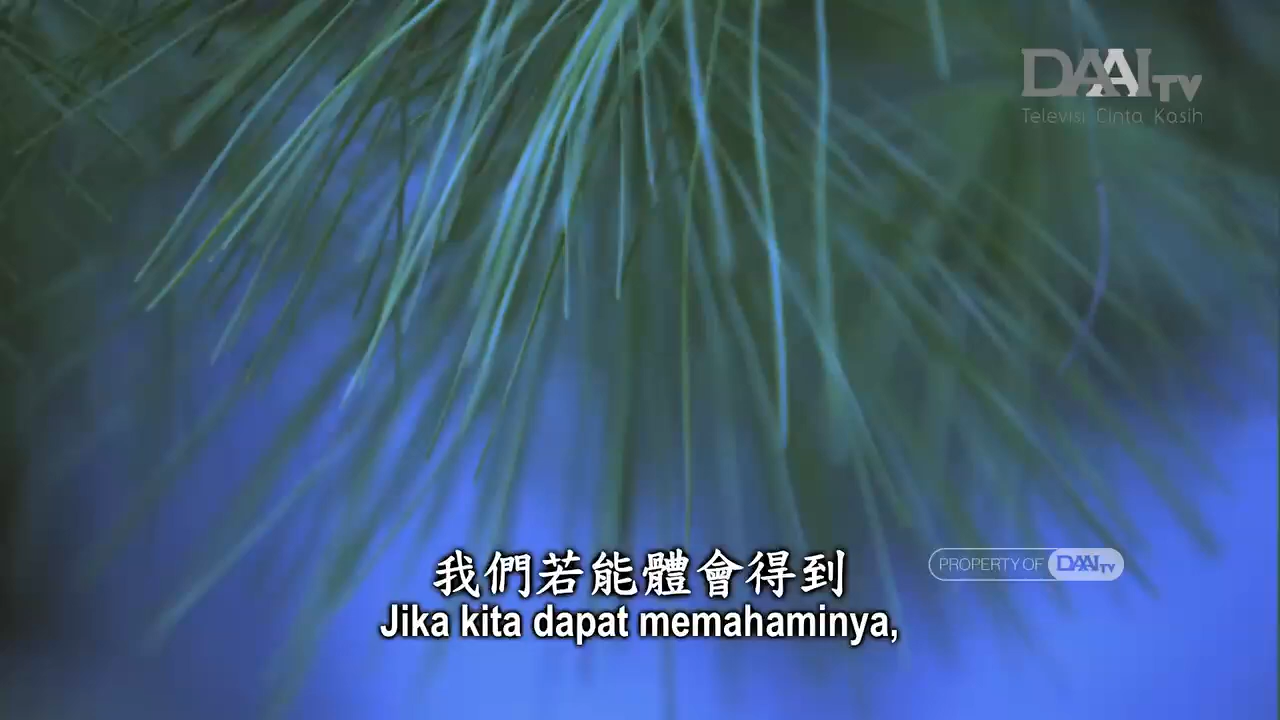 DAAI TV
Televisi Cinta Kasih
PROPERTY OF DAAI TV
我們若能體會得到
Jika kita dapat memahaminya,